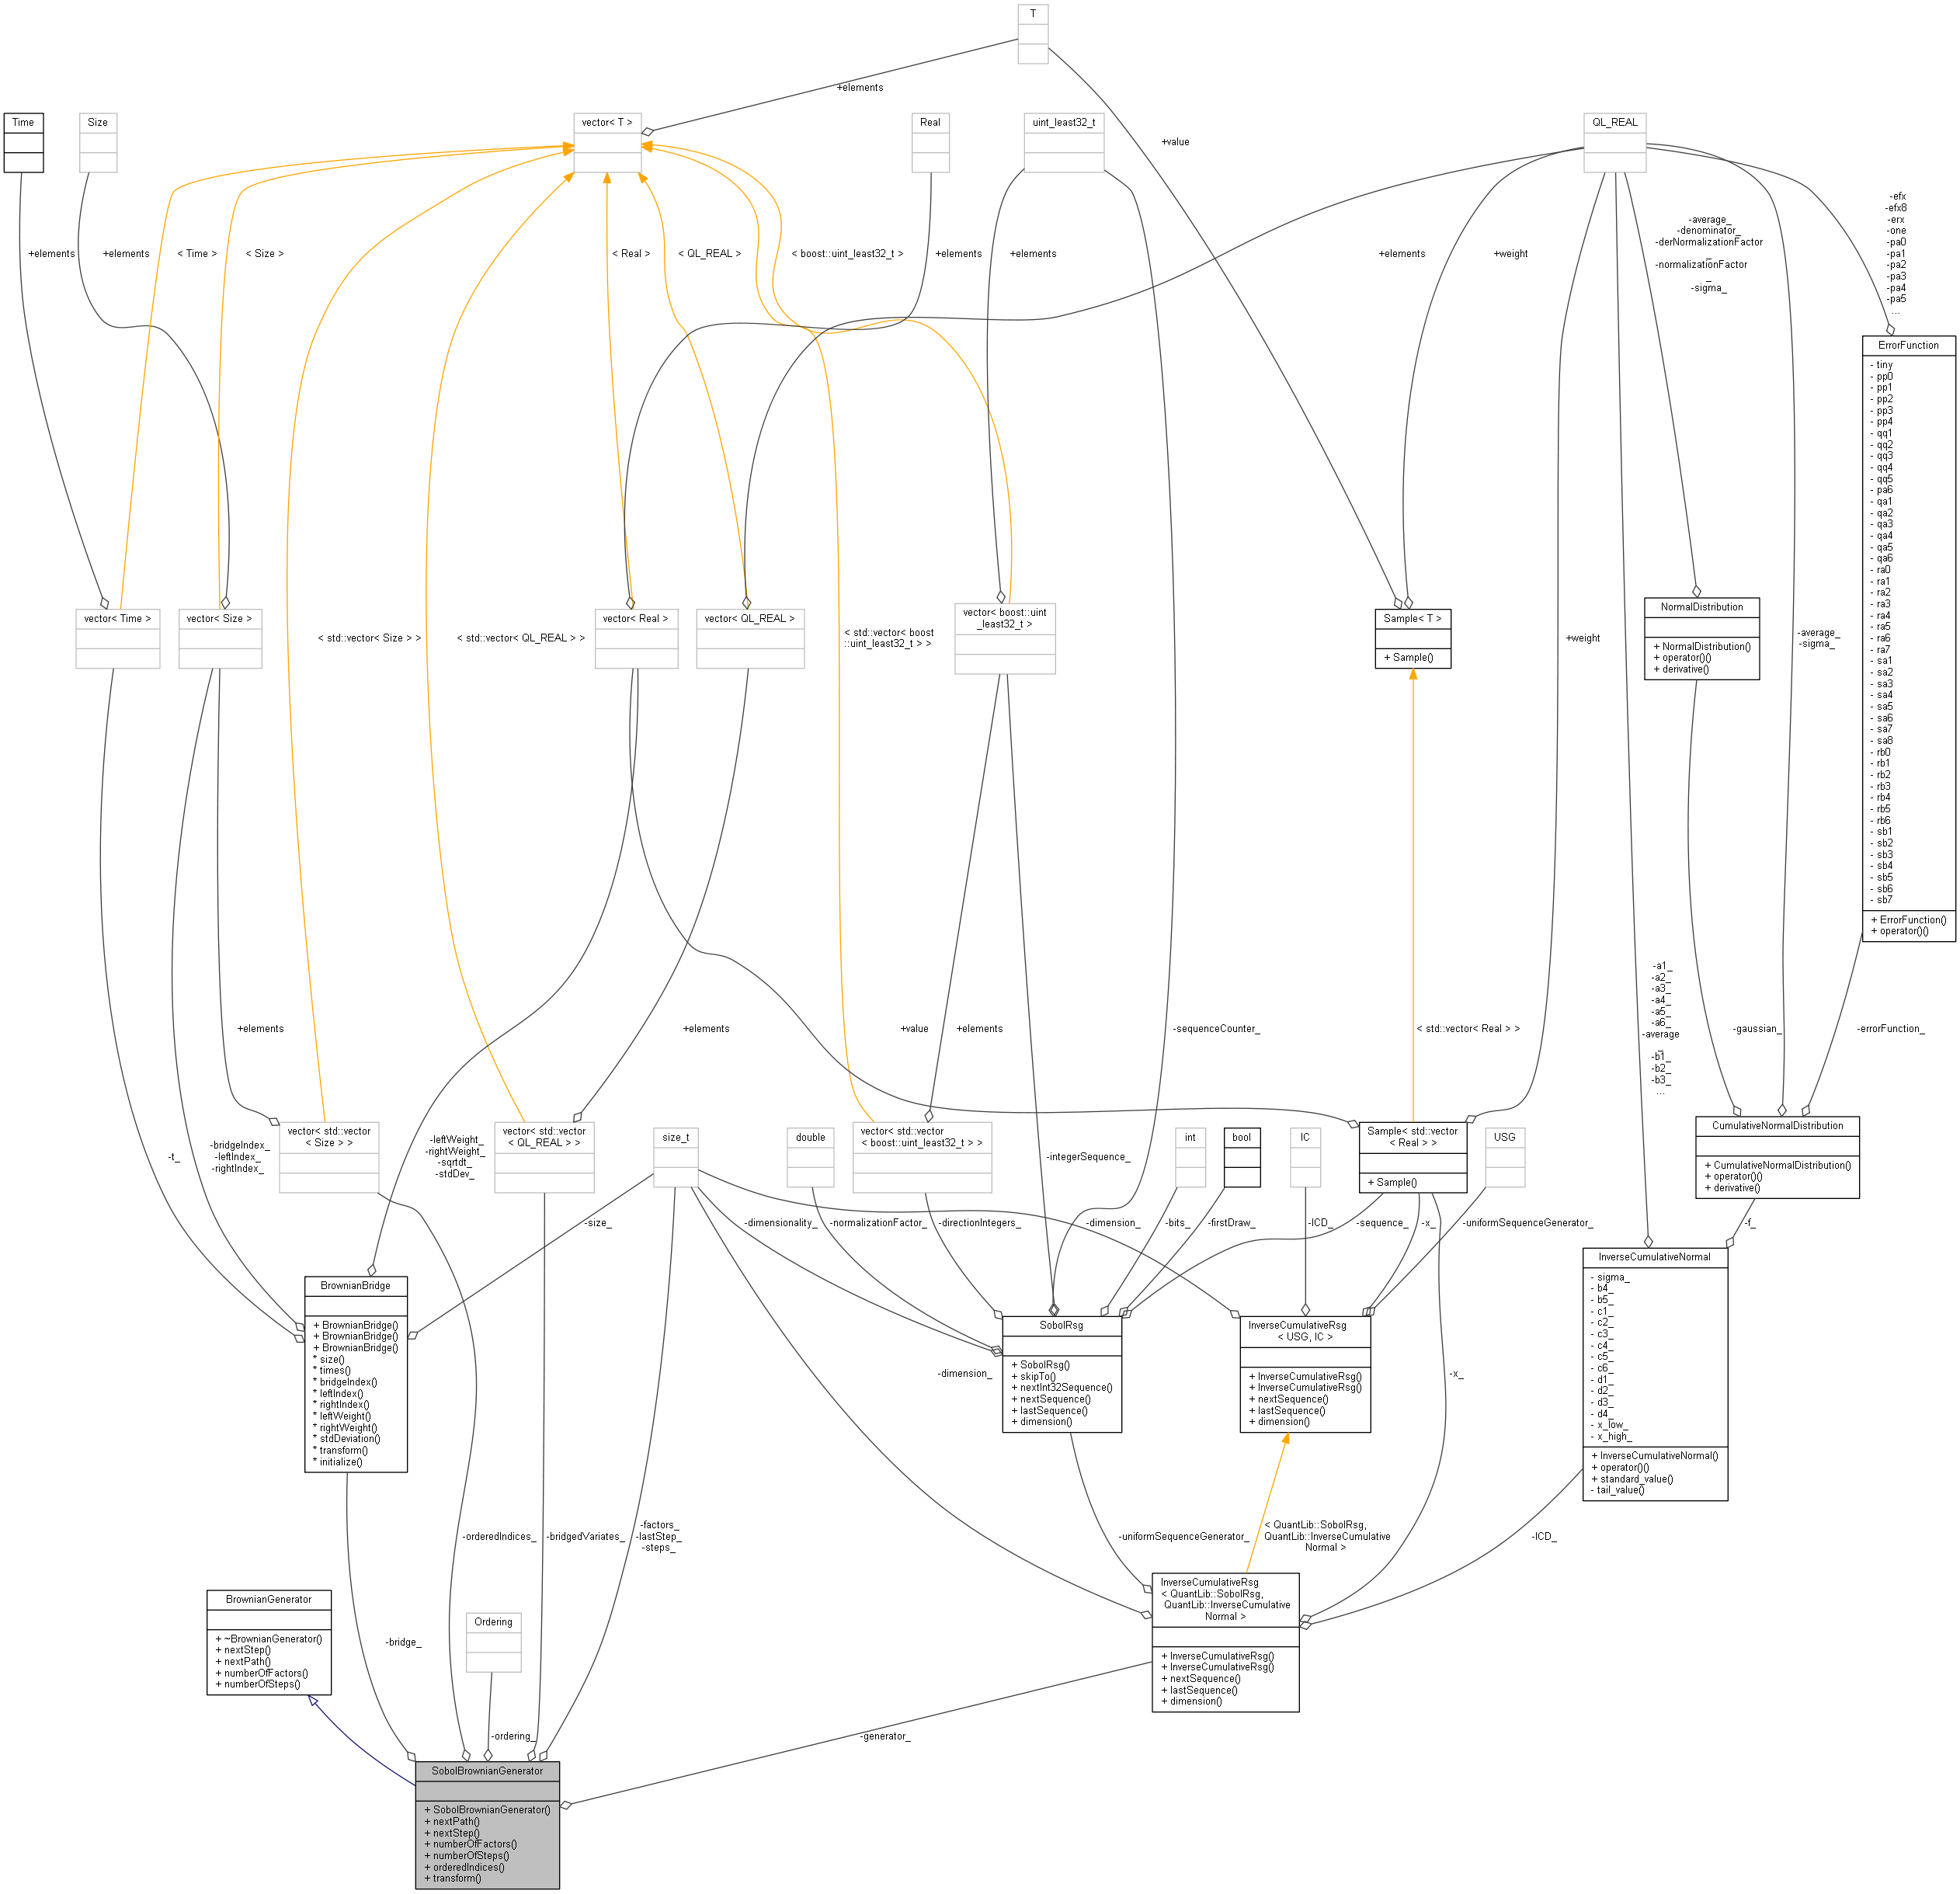 T
+elements
Time
Size
vector< T >
Real
uint_least32_t
QL_REAL
+value
+elements
+elements
< Time >
< Size >
< Real >
< QL_REAL >
+elements
< boost::uint_least32_t >
+elements
+elements
+weight
-average_
-denominator_
-derNormalizationFactor
_
-normalizationFactor
_
-sigma_
-efx
-efx8
-erx
-one
-pa0
-pa1
-pa2
-pa3
-pa4
-pa5
...
ErrorFunction
- tiny
- pp0
- pp1
- pp2
- pp3
- pp4
- qq1
- qq2
- qq3
- qq4
- qq5
- pa6
- qa1
- qa2
- qa3
- qa4
- qa5
- qa6
- ra0
- ra1
- ra2
- ra3
- ra4
- ra5
- ra6
- ra7
- sa1
- sa2
- sa3
- sa4
- sa5
- sa6
- sa7
- sa8
- rb0
- rb1
- rb2
- rb3
- rb4
- rb5
- rb6
- sb1
- sb2
- sb3
- sb4
- sb5
- sb6
- sb7
+ ErrorFunction()
+ operator()()
vector< Time >
vector< Size >
< std::vector< Size > >
< std::vector< QL_REAL > >
vector< Real >
vector< QL_REAL >
< std::vector< boost
::uint_least32_t > >
vector< boost::uint
_least32_t >
Sample< T >
+ Sample()
+weight
NormalDistribution
+ NormalDistribution()
+ operator()()
+ derivative()
-average_
-sigma_
+elements
+elements
+value
+elements
-sequenceCounter_
< std::vector< Real > >
-a1_
-a2_
-a3_
-a4_
-a5_
-a6_
-average
_
-b1_
-b2_
-b3_
...
-gaussian_
-errorFunction_
-t_
-bridgeIndex_
-leftIndex_
-rightIndex_
vector< std::vector
< Size > >
-leftWeight_
-rightWeight_
-sqrtdt_
-stdDev_
vector< std::vector
< QL_REAL > >
size_t
double
vector< std::vector
< boost::uint_least32_t > >
-integerSequence_
int
bool
IC
Sample< std::vector
< Real > >
+ Sample()
USG
CumulativeNormalDistribution
+ CumulativeNormalDistribution()
+ operator()()
+ derivative()
-size_
-dimensionality_
-normalizationFactor_
-directionIntegers_
-dimension_
-bits_
-firstDraw_
-ICD_
-sequence_
-x_
-uniformSequenceGenerator_
-f_
BrownianBridge
+ BrownianBridge()
+ BrownianBridge()
+ BrownianBridge()
* size()
* times()
* bridgeIndex()
* leftIndex()
* rightIndex()
* leftWeight()
* rightWeight()
* stdDeviation()
* transform()
* initialize()
-dimension_
SobolRsg
+ SobolRsg()
+ skipTo()
+ nextInt32Sequence()
+ nextSequence()
+ lastSequence()
+ dimension()
InverseCumulativeRsg
< USG, IC >
+ InverseCumulativeRsg()
+ InverseCumulativeRsg()
+ nextSequence()
+ lastSequence()
+ dimension()
-x_
InverseCumulativeNormal
- sigma_
- b4_
- b5_
- c1_
- c2_
- c3_
- c4_
- c5_
- c6_
- d1_
- d2_
- d3_
- d4_
- x_low_
- x_high_
+ InverseCumulativeNormal()
+ operator()()
+ standard_value()
- tail_value()
-orderedIndices_
-bridgedVariates_
-factors_
-lastStep_
-steps_
-uniformSequenceGenerator_
< QuantLib::SobolRsg,
QuantLib::InverseCumulative
Normal >
-ICD_
BrownianGenerator
+ ~BrownianGenerator()
+ nextStep()
+ nextPath()
+ numberOfFactors()
+ numberOfSteps()
-bridge_
Ordering
InverseCumulativeRsg
< QuantLib::SobolRsg,
QuantLib::InverseCumulative
Normal >
+ InverseCumulativeRsg()
+ InverseCumulativeRsg()
+ nextSequence()
+ lastSequence()
+ dimension()
-ordering_
-generator_
SobolBrownianGenerator
+ SobolBrownianGenerator()
+ nextPath()
+ nextStep()
+ numberOfFactors()
+ numberOfSteps()
+ orderedIndices()
+ transform()